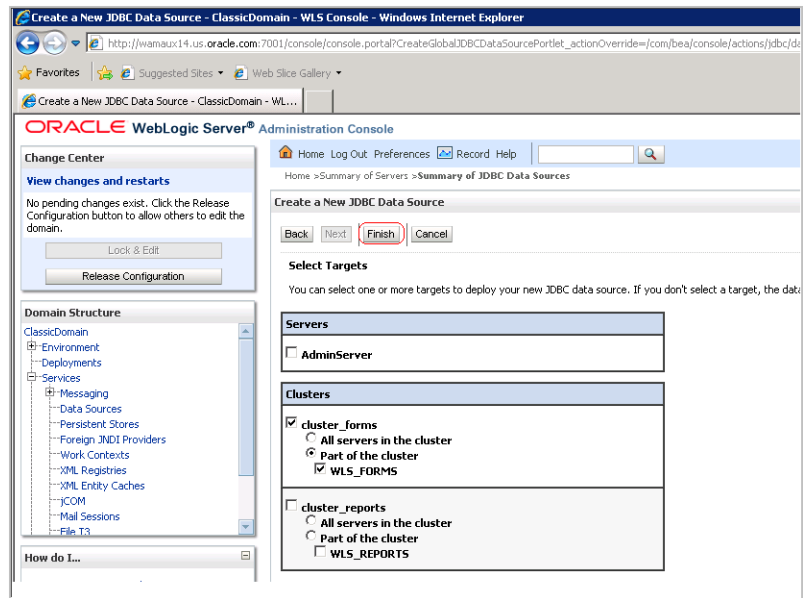 Create a New JDBC Data Source - ClassicDomain - WLS Console - Windows Internet Explorer
http://wamaux14.us.oracle.com:7001/console/console.portal?CreateGlobalJDBCDataSourcePortlet_actionOverride=/com/bea/console/actions/jdbc/da
Favorites Suggested Sites Web Slice Gallery
Create a New JDBC Data Source - ClassicDomain - WL...
ORACLE WebLogic Server® Administration Console
Change Center
View changes and restarts
No pending changes exist. Click the Release
Configuration button to allow others to edit the
domain.
Lock & Edit
Release Configuration
Domain Structure
ClassicDomain
Environment
Deployments
Services
Messaging
Data Sources
Persistent Stores
Foreign JNDI Providers
Work Contexts
XML Registries
XML Entity Caches
jCOM
Mail Sessions
File T3
How do I...
Home Log Out Preferences Record Help
Home >Summary of Servers >Summary of JDBC Data Sources
Create a New JDBC Data Source
Back Next Finish Cancel
Select Targets
You can select one or more targets to deploy your new JDBC data source. If you don't select a target, the data
Servers
AdminServer
Clusters
cluster_forms
All servers in the cluster
Part of the cluster
WLS_FORMS
cluster_reports
All servers in the cluster
Part of the cluster
WLS_REPORTS